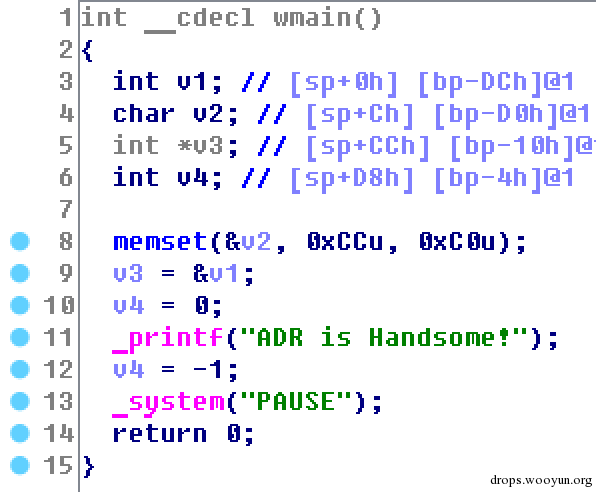 1 int __cdecl wmain()
2 {
3 int v1; // [sp+0h] [bp-DCh]@1
4 char v2; // [sp+Ch] [bp-D0h]@1
5 int *v3; // [sp+CCh] [bp-10h]@
6 int v4; // [sp+D8h] [bp-4h]@1
7
8 memset(&v2, 0xCCu, 0xC0u);
9 v3 = &v1;
10 v4 = 0;
11 _printf("ADR is Handsome!");
12 v4 = -1;
13 _system("PAUSE");
14 return 0;
15 }
drops.wooyun.org